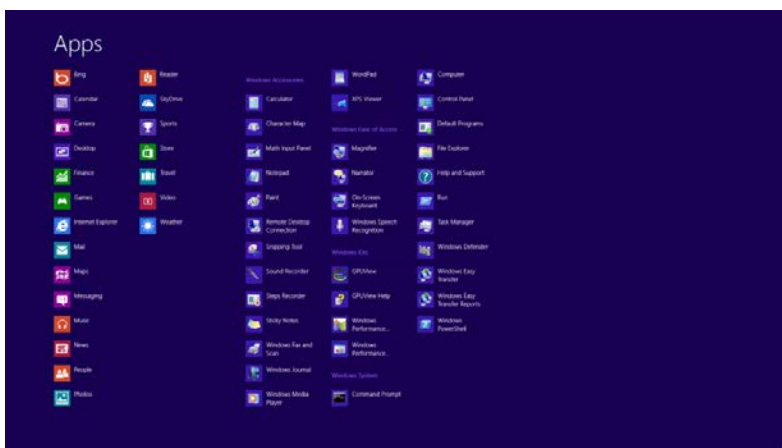 Apps
Bing
Calendar
Camera
Desktop
Finance
Games
Internet Explorer
Mail
Maps
Messaging
Music
News
People
Photos
Reader
SkyDrive
Sports
Store
Travel
Video
Weather
Windows Accessories
Calculator
Character Map
Math Input Panel
Notepad
Paint
Remote Desktop
Connection
Snipping Tool
Sound Recorder
Steps Recorder
Sticky Notes
Windows Fax and
Scan
Windows Journal
Windows Media
Player
WordPad
XPS Viewer
Windows Ease of Access
Magnifier
Narrator
On-Screen
Keyboard
Windows Speech
Recognition
Windows Kits
GPUView
GPUView Help
Windows
Performance...
Windows
Performance...
Windows System
Command Prompt
Computer
Control Panel
Default Programs
File Explorer
Help and Support
Run
Task Manager
Windows Defender
Windows Easy
Transfer
Windows Easy
Transfer Reports
Windows
PowerShell